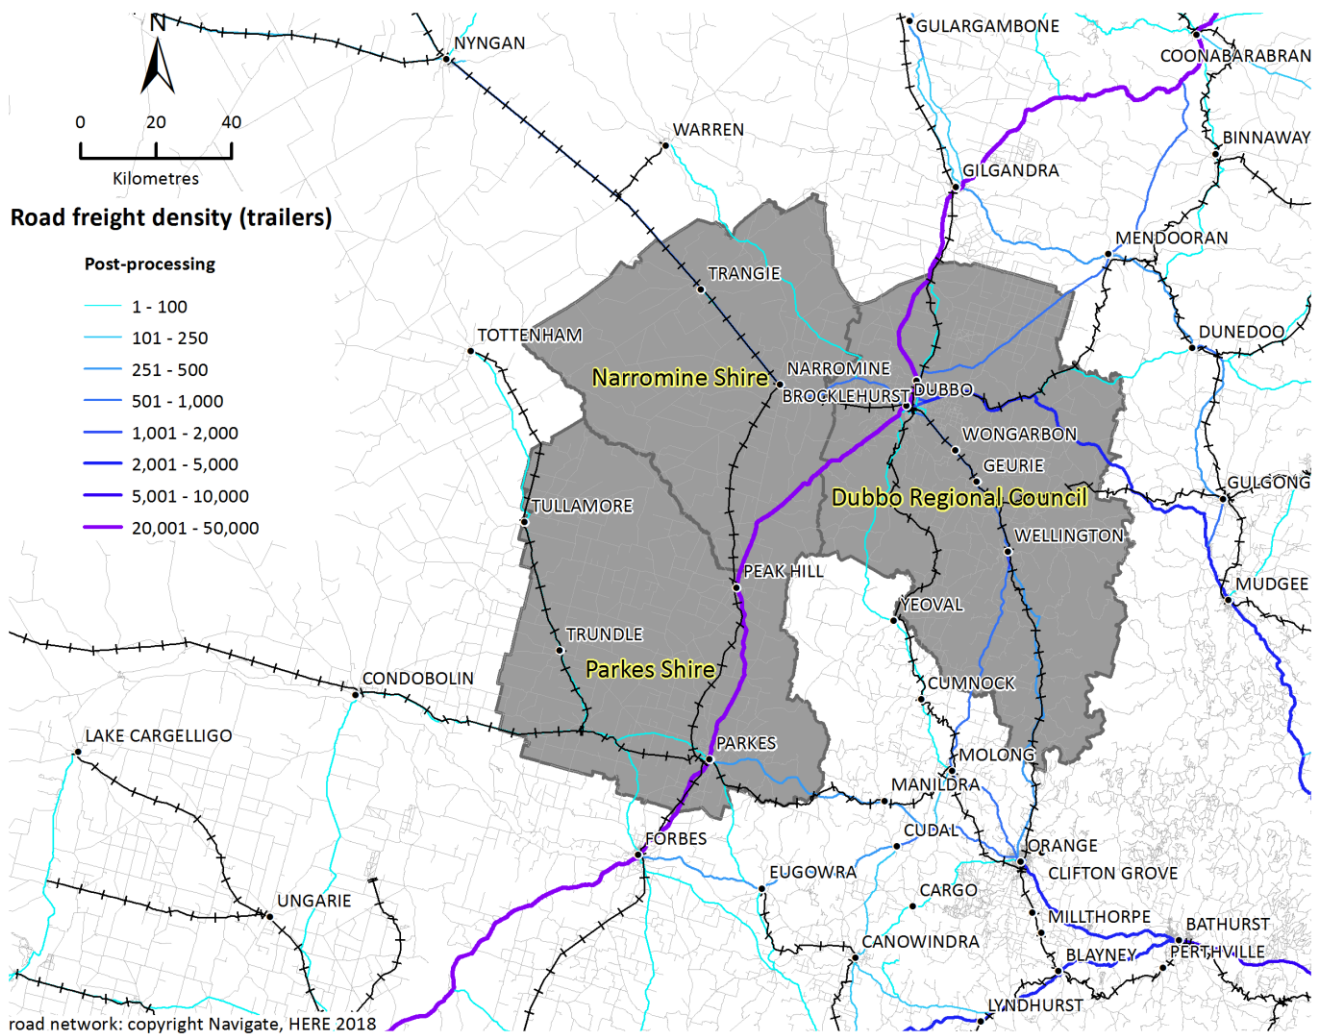 N
0 20 40
Kilometres
Road freight density (trailers)
Post-processing
1 - 100
101 - 250
251 - 500
501 - 1,000
1,001 - 2,000
2,001 - 5,000
5,001 - 10,000
20,001 - 50,000
NYNGAN
GULARGAMBONE
COONABARABRAN
WARREN
BINNAWAY
GILGANDRA
MENDOORAN
TRANGIE
TOTTENHAM
DUNEDOO
NARROMINE
Narromine Shire
BROCKLEHURST
DUBBO
WONGARBON
GEURIE
Dubbo Regional Council
GULGONG
TULLAMORE
WELLINGTON
PEAK HILL
MUDGEE
YEOVAL
TRUNDLE
Parkes Shire
CONDOBOLIN
CUMNOCK
LAKE CARGELLIGO
PARKES
MOLONG
MANILDRA
FORBES
CUDAL
ORANGE
EUGOWRA
CLIFTON GROVE
CARGO
UNGARIE
MILLTHORPE
BATHURST
CANOWINDRA
BLAYNEY
PERTHVILLE
LYNDHURST
road network: copyright Navigate, HERE 2018